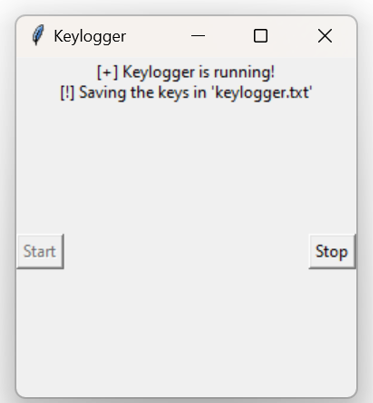 Keylogger
[+] Keylogger is running!
[!] Saving the keys in 'keylogger.txt'
Start
Stop